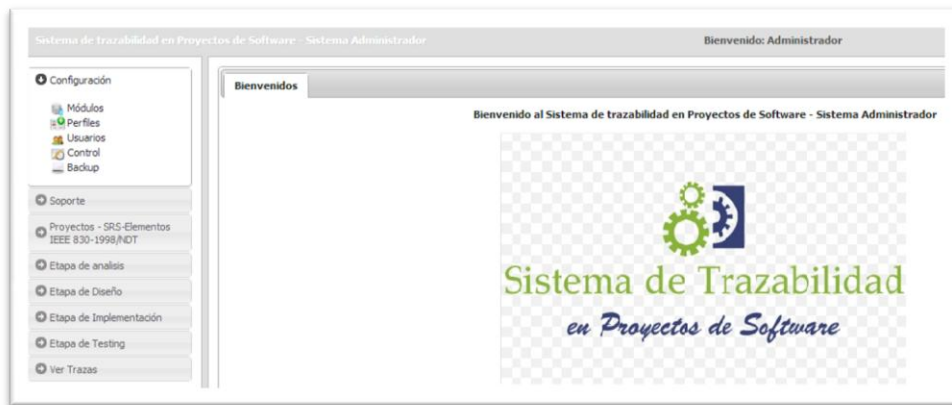 Sistema de trazabilidad en Proyectos de Software - Sistema Administrador
Bienvenido: Administrador
Configuración
Módulos
Perfiles
Usuarios
Control
Backup
Soporte
Proyectos - SRS-Elementos
IEEE 830-1998/NDT
Etapa de analisis
Etapa de Diseño
Etapa de Implementación
Etapa de Testing
Ver Trazas
Bienvenidos
Bienvenido al Sistema de trazabilidad en Proyectos de Software - Sistema Administrador
Sistema de Trazabilidad
en Proyectos de Software